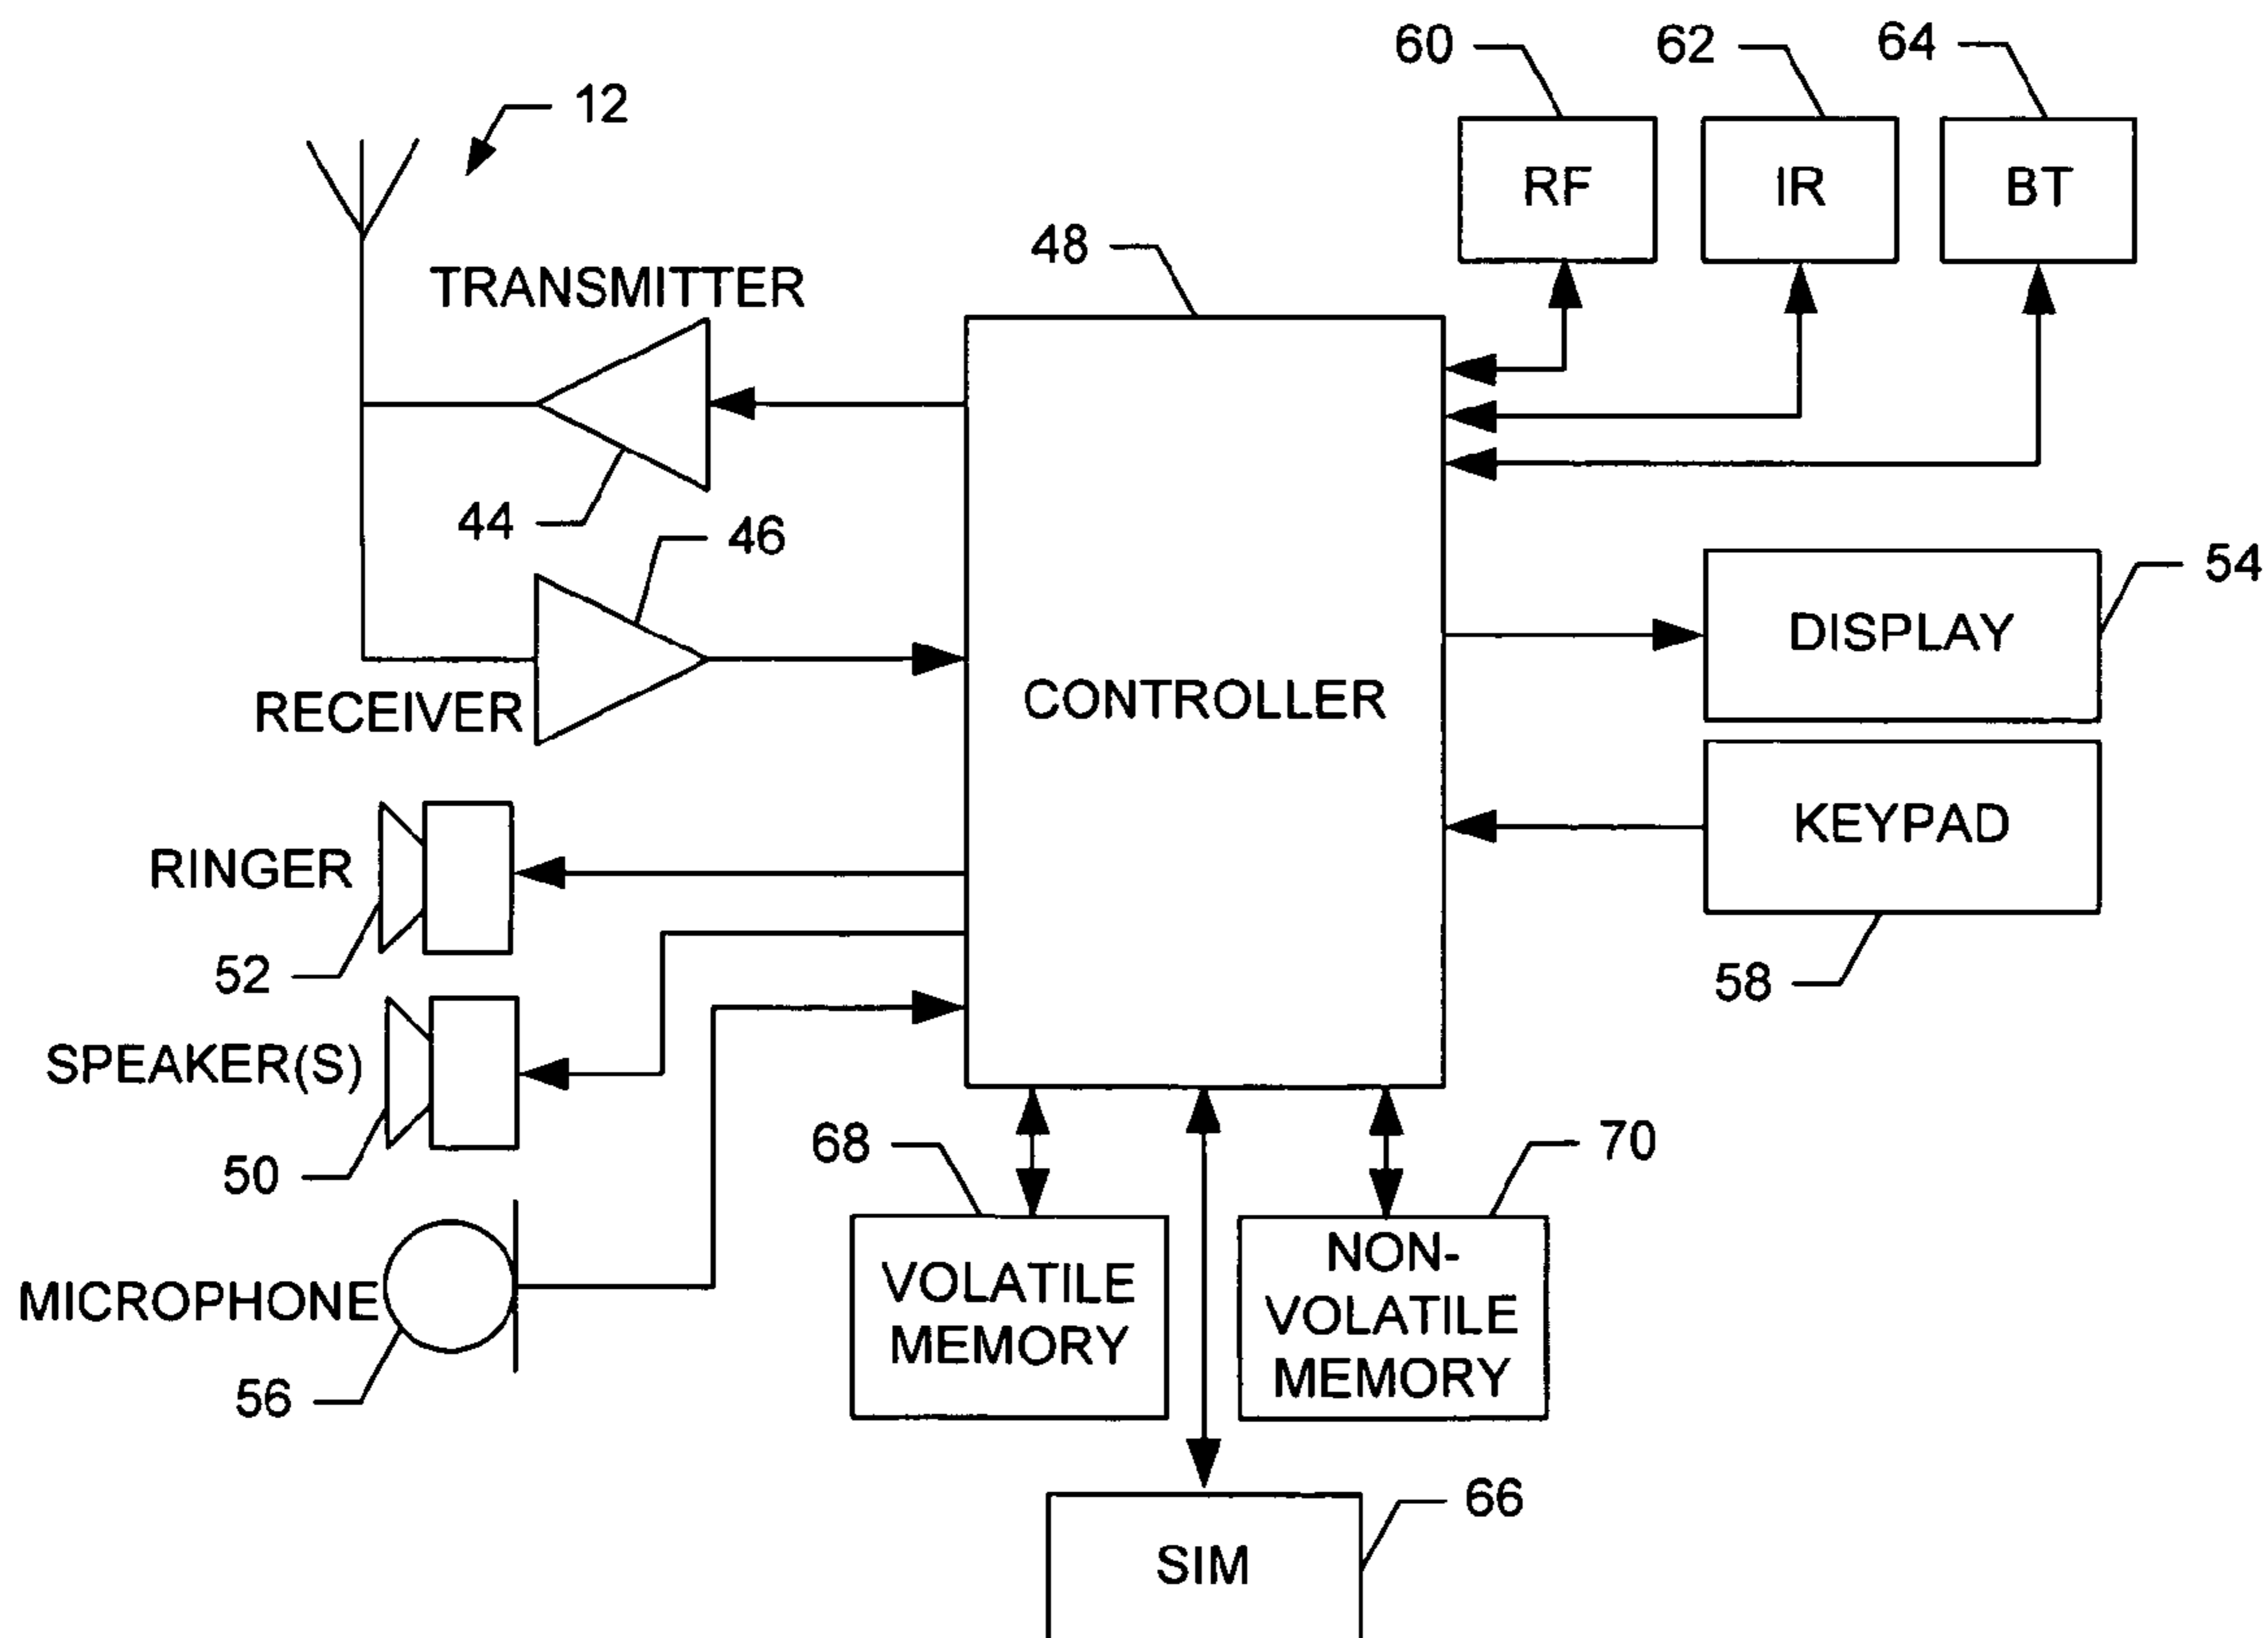 60
62
64
12
RF
IR
BT
48
TRANSMITTER
44
46
54
DISPLAY
RECEIVER
CONTROLLER
KEYPAD
RINGER
52
58
SPEAKER(S)
50
68
70
VOLATILE
MEMORY
NON-
VOLATILE
MEMORY
MICROPHONE
56
66
SIM